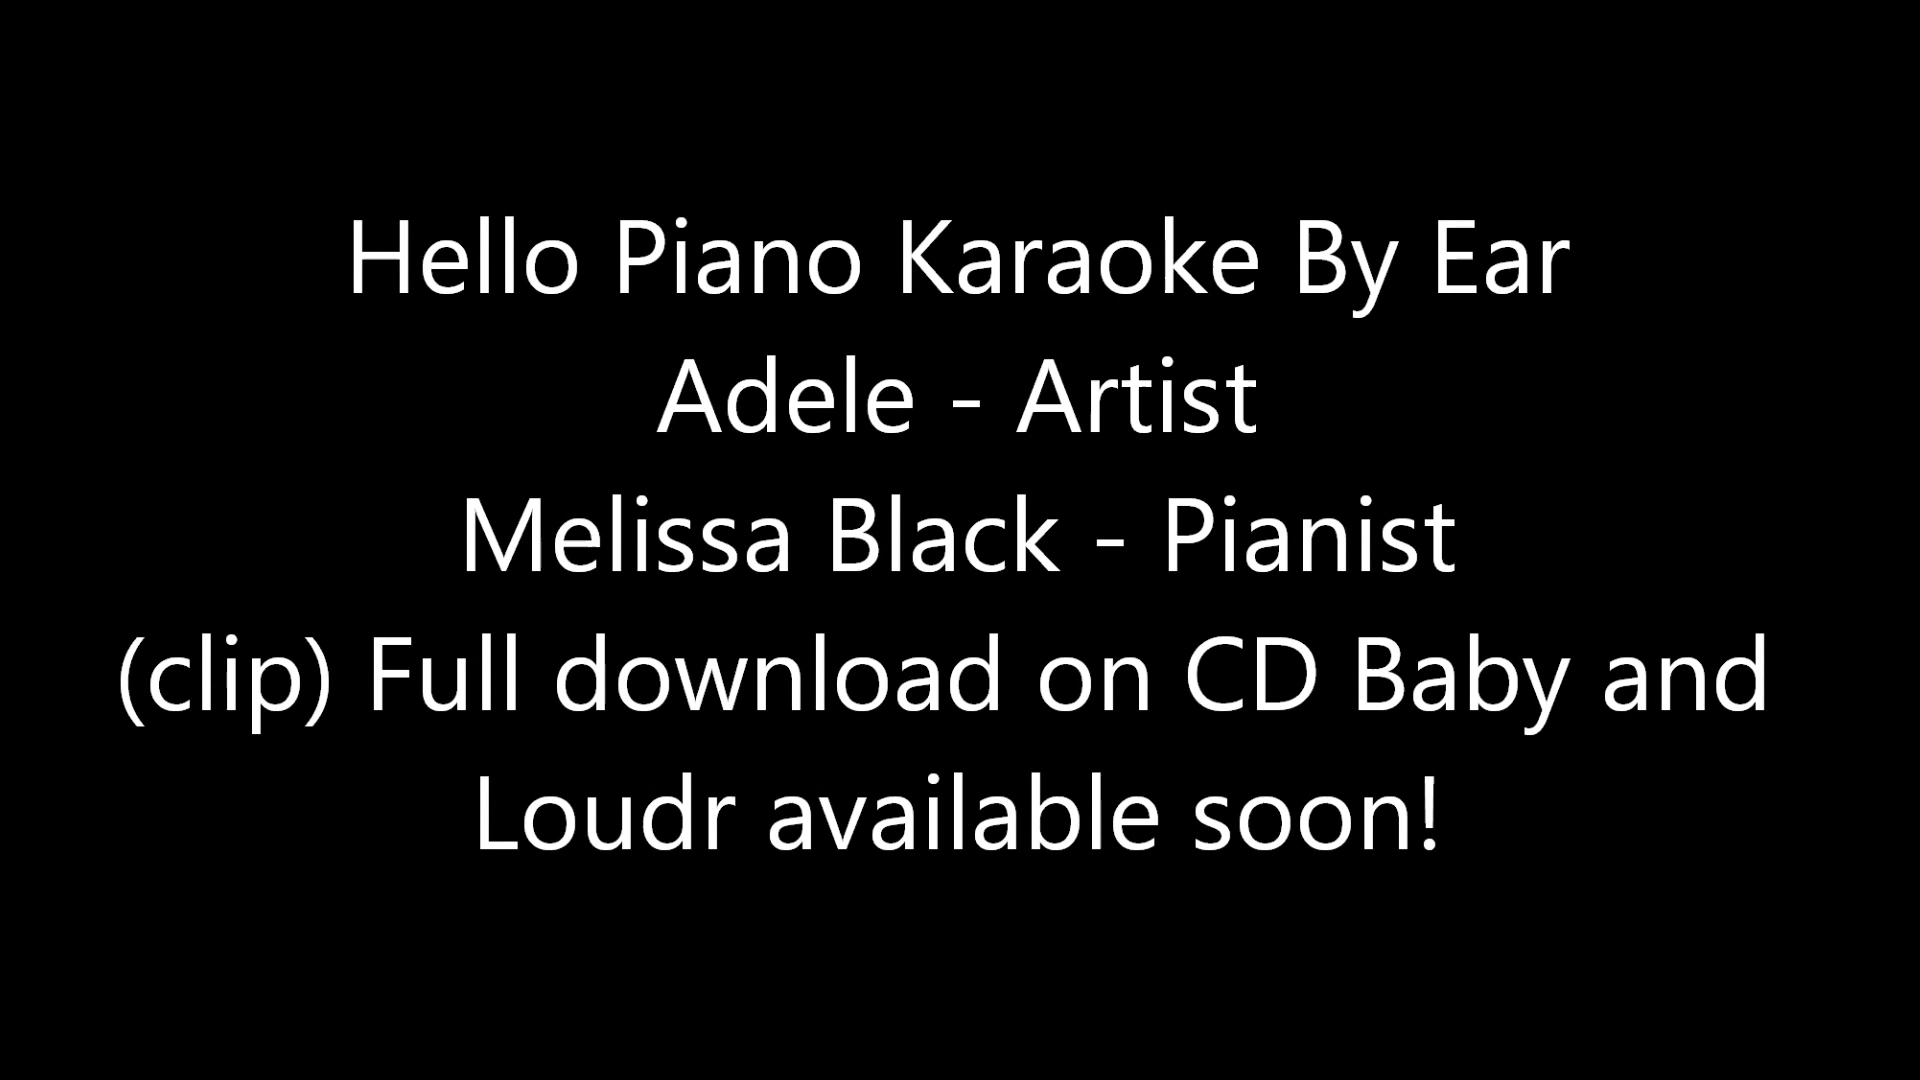 Hello Piano Karaoke By Ear
Adele - Artist
Melissa Black - Pianist
(clip) Full download on CD Baby and
Loudr available soon!